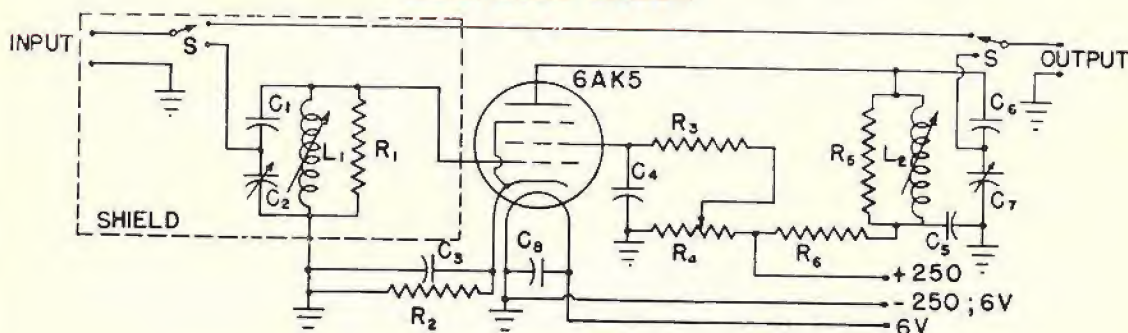 INPUT
S
C1
L1
R1
C2
SHIELD
C3
R2
6AK5
C8
C4
R3
R4
R6
R5
L2
C5
S
OUTPUT
C6
C7
+250
-250; 6V
6V